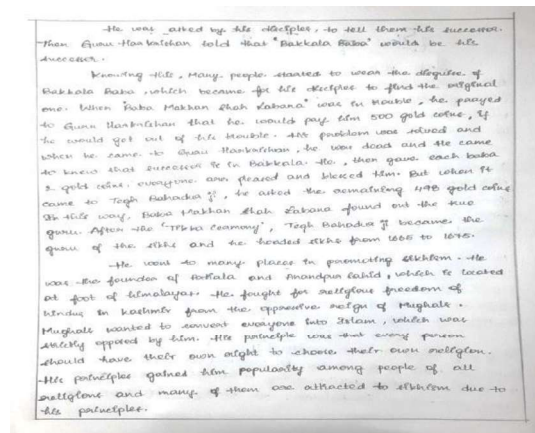 He was asked by his disciples, to tell them his successor.
Then Guru Harkrishan told that "Bakkala Baba" would be his
successor.
Knowing this, Many people started to wear the disguise of
Bakkala Baba, which became for his disciples to find the original
one. When "Baba Makhan Shah Labana" was in trouble, he prayed
to Guru Harkrishan that he would pay him 500 gold coins, if
he would get out of his trouble. His problem was solved and
when he came to Guru Harkrishan, he was dead and He came
to know that successor is in Bakkala. He, then gave each baba
2 gold coins. everyone are pleased and blessed him. But when it
came to Tegh Bahadur ji, he asked the remaining 498 gold coins
In this way, Baba Makhan Shah Labana found out the true
guru. After the "Tikka Ceremony", Tegh Bahadur ji became the
guru of the sikhs and he headed sikhs from 1665 to 1675.
He went to many places in promoting sikhism. He
was the founder of Patiala and Anandpur Sahib, which is located
at foot of himalayas. He fought for religious freedom of
hindus in kashmir from the oppressive reign of Mughals.
Mughals wanted to convert everyone into Islam, which was
strictly opposed by him. His principle was that every person
should have their own right to choose their own religion.
His principles gained him popularity among people of all
religions and many of them are attracted to sikhism due to
his principles.